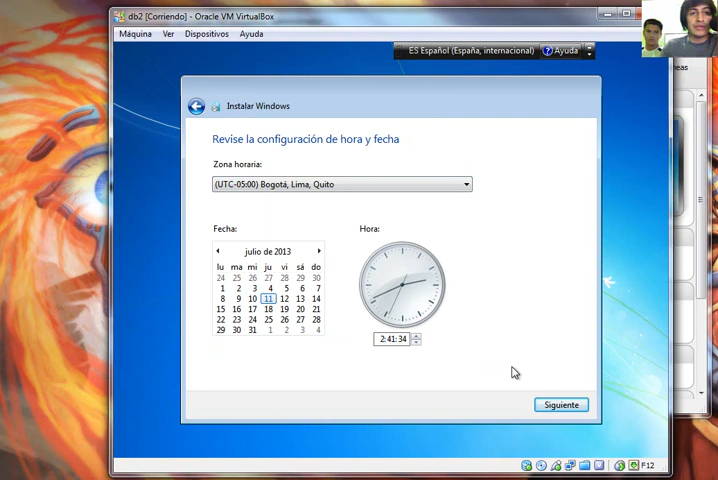 db2 [Corriendo] - Oracle VM VirtualBox
Máquina Ver Dispositivos Ayuda
ES Español (España, internacional) ? Ayuda
Instalar Windows
Revise la configuración de hora y fecha
Zona horaria:
(UTC-05:00) Bogotá, Lima, Quito
Fecha: Hora:
julio de 2013
lu ma mi ju vi sá do
24 25 26 27 28 29 30
1 2 3 4 5 6 7
8 9 10 11 12 13 14
15 16 17 18 19 20 21
22 23 24 25 26 27 28
29 30 31 1 2 3 4
2:41:34
Siguiente
F12